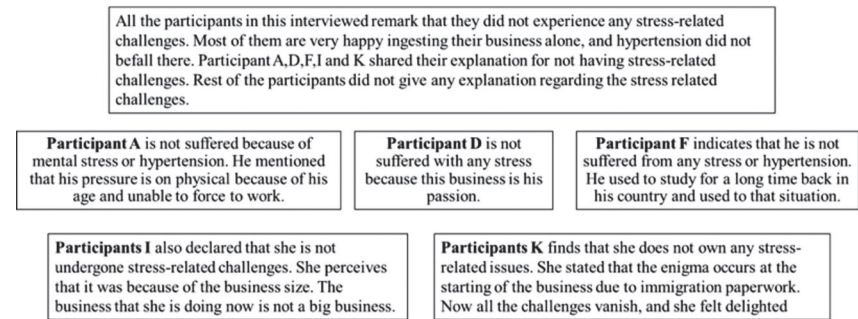 All the participants in this interviewed remark that they did not experience any stress-related
challenges. Most of them are very happy ingesting their business alone, and hypertension did not
befall there. Participant A,D,F,I and K shared their explanation for not having stress-related
challenges. Rest of the participants did not give any explanation regarding the stress related
challenges.
Participant A is not suffered because of
mental stress or hypertension. He mentioned
that his pressure is on physical because of his
age and unable to force to work.
Participant D is not
suffered with any stress
because this business is his
passion.
Participant F indicates that he is not
suffered from any stress or hypertension.
He used to study for a long time back in
his country and used to that situation.
Participants I also declared that she is not
undergone stress-related challenges. She perceives
that it was because of the business size. The
business that she is doing now is not a big business.
Participants K finds that she does not own any stress-
related issues. She stated that the enigma occurs at the
starting of the business due to immigration paperwork.
Now all the challenges vanish, and she felt delighted